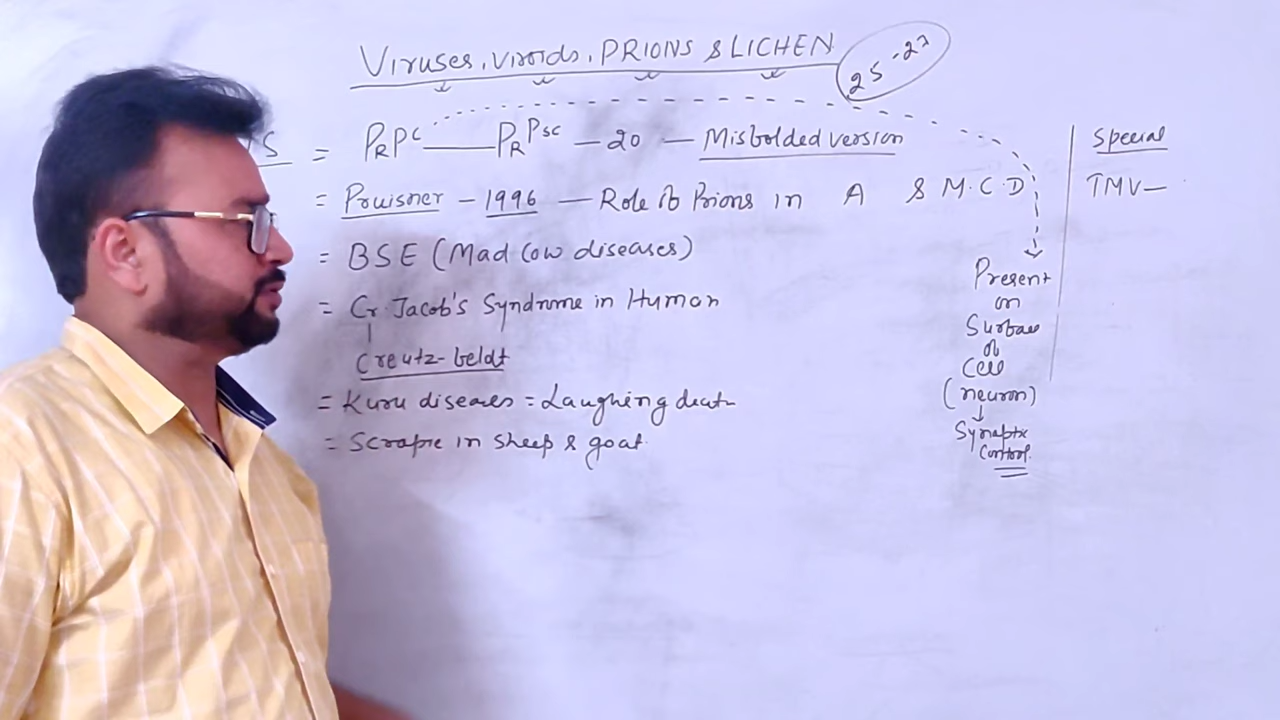 Viruses, Viroids, PRIONS & LICHEN
25-27
S = PRPC — PRPSC — 20 — Misfolded version
= Pruisner - 1996 — Role of Prions in A & M.C.D
= BSE (Mad Cow diseases)
= Cr. Jacob's Syndrome in Human
Creutz-feldt
= Kuru diseases = Laughing death
= Scrapie in sheep & goat.
Present
on
Surface
of
Cell
(neuron)
Synaptic
control.
Special
TMV—